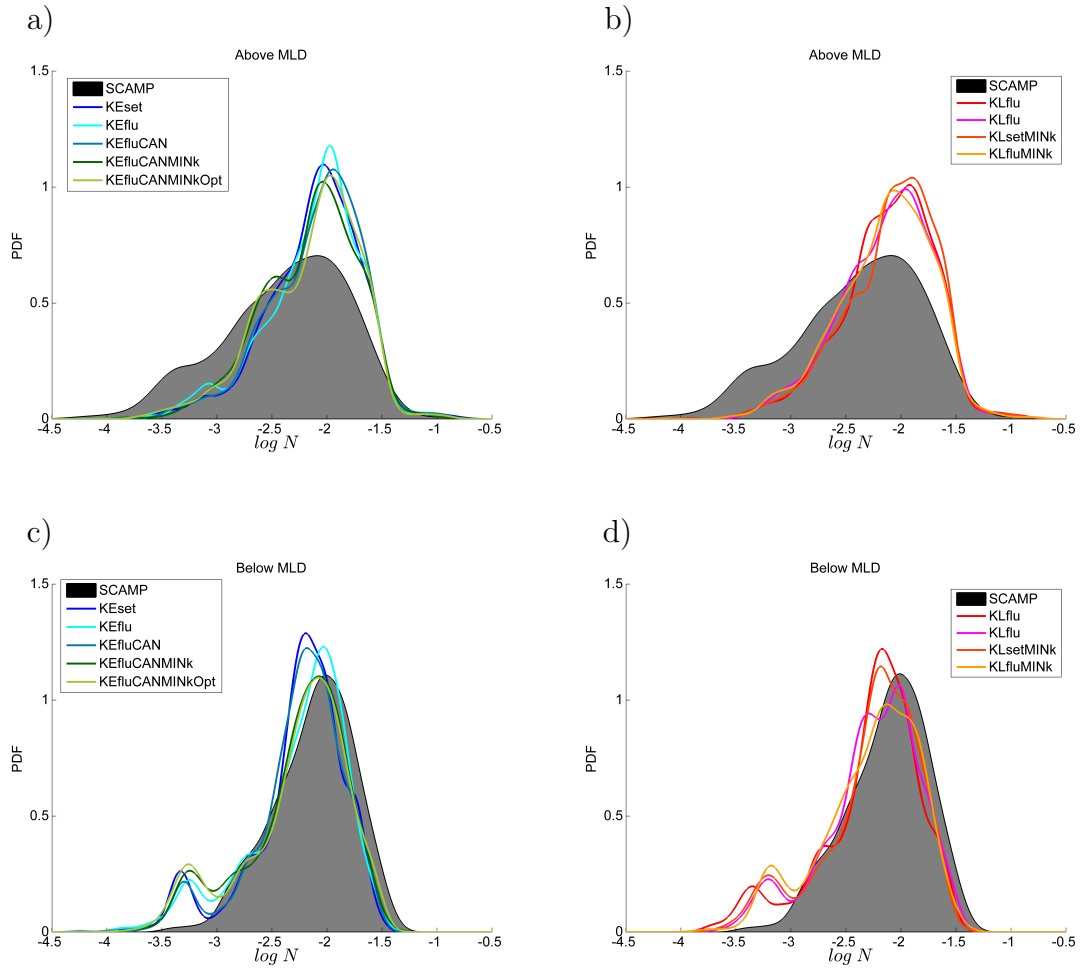 a)
Above MLD
1.5
1
0.5
0
PDF
SCAMP
KEset
KEflu
KEfluCAN
KEfluCANMINk
KEfluCANMINkOpt
-4.5 -4 -3.5 -3 -2.5 -2 -1.5 -1 -0.5
log N
b)
Above MLD
1.5
1
0.5
0
PDF
SCAMP
KLflu
KLflu
KLsetMINk
KLfluMINk
-4.5 -4 -3.5 -3 -2.5 -2 -1.5 -1 -0.5
log N
c)
Below MLD
1.5
1
0.5
0
PDF
SCAMP
KEset
KEflu
KEfluCAN
KEfluCANMINk
KEfluCANMINkOpt
-4.5 -4 -3.5 -3 -2.5 -2 -1.5 -1 -0.5
log N
d)
Below MLD
1.5
1
0.5
0
PDF
SCAMP
KLflu
KLflu
KLsetMINk
KLfluMINk
-4.5 -4 -3.5 -3 -2.5 -2 -1.5 -1 -0.5
log N